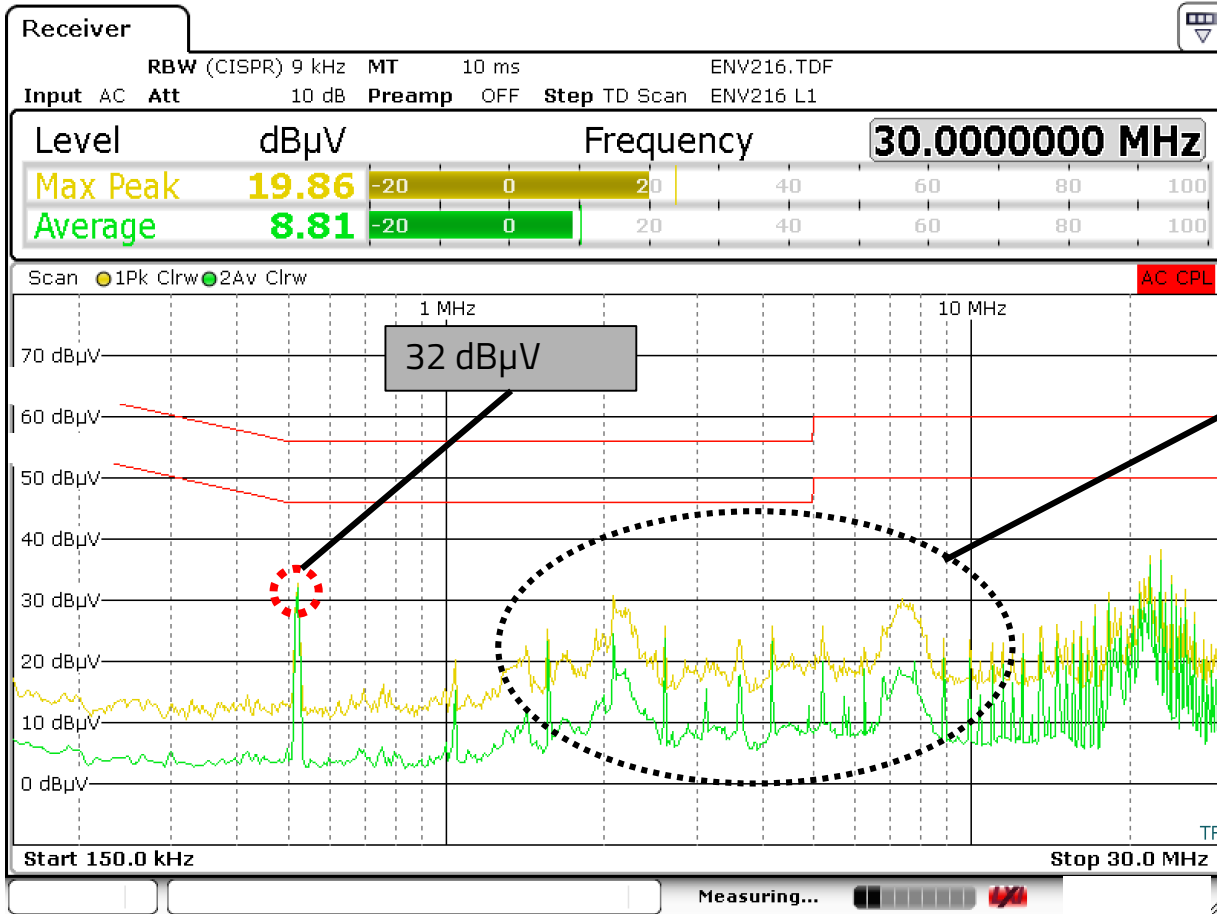 Receiver
RBW (CISPR) 9 kHz MT 10 ms ENV216.TDF
Input AC Att 10 dB Preamp OFF Step TD Scan ENV216 L1
Level dBµV Frequency 30.0000000 MHz
Max Peak 19.86 -20 0 20 40 60 80 100
Average 8.81 -20 0 20 40 60 80 100
Scan 1Pk Clrw 2Av Clrw AC CPL
1 MHz 10 MHz
70 dBµV
32 dBµV
60 dBµV
50 dBµV
40 dBµV
30 dBµV
20 dBµV
10 dBµV
0 dBµV
TF
Start 150.0 kHz Stop 30.0 MHz
Measuring... LXI